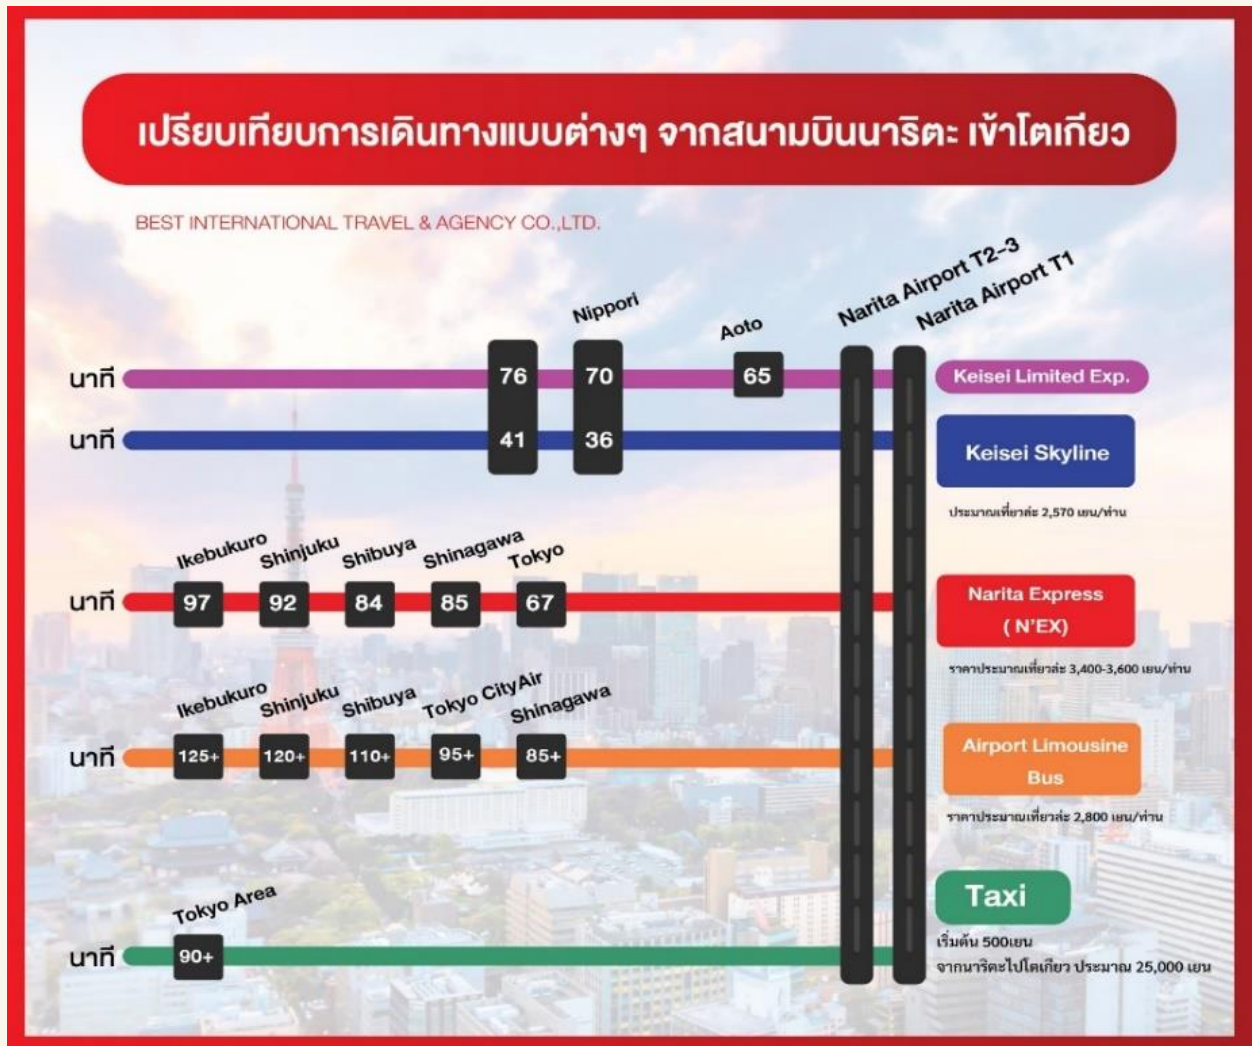 เปรียบเทียบการเดินทางแบบต่างๆ จากสนามบินนาริตะ เข้าโตเกียว
BEST INTERNATIONAL TRAVEL & AGENCY CO.,LTD.
Nippori
Aoto
Narita Airport T2-3
Narita Airport T1
นาที
76
70
65
Keisei Limited Exp.
นาที
41
36
Keisei Skyline
ประมาณเที่ยวล่ะ 2,570 เยน/ท่าน
Ikebukuro
Shinjuku
Shibuya
Shinagawa
Tokyo
นาที
97
92
84
85
67
Narita Express
( N'EX)
ราคาประมาณเที่ยวล่ะ 3,400-3,600 เยน/ท่าน
Ikebukuro
Shinjuku
Shibuya
Tokyo CityAir
Shinagawa
นาที
125+
120+
110+
95+
85+
Airport Limousine
Bus
ราคาประมาณเที่ยวล่ะ 2,800 เยน/ท่าน
Tokyo Area
นาที
90+
Taxi
เริ่มต้น 500เยน
จากนาริตะไปโตเกียว ประมาณ 25,000 เยน